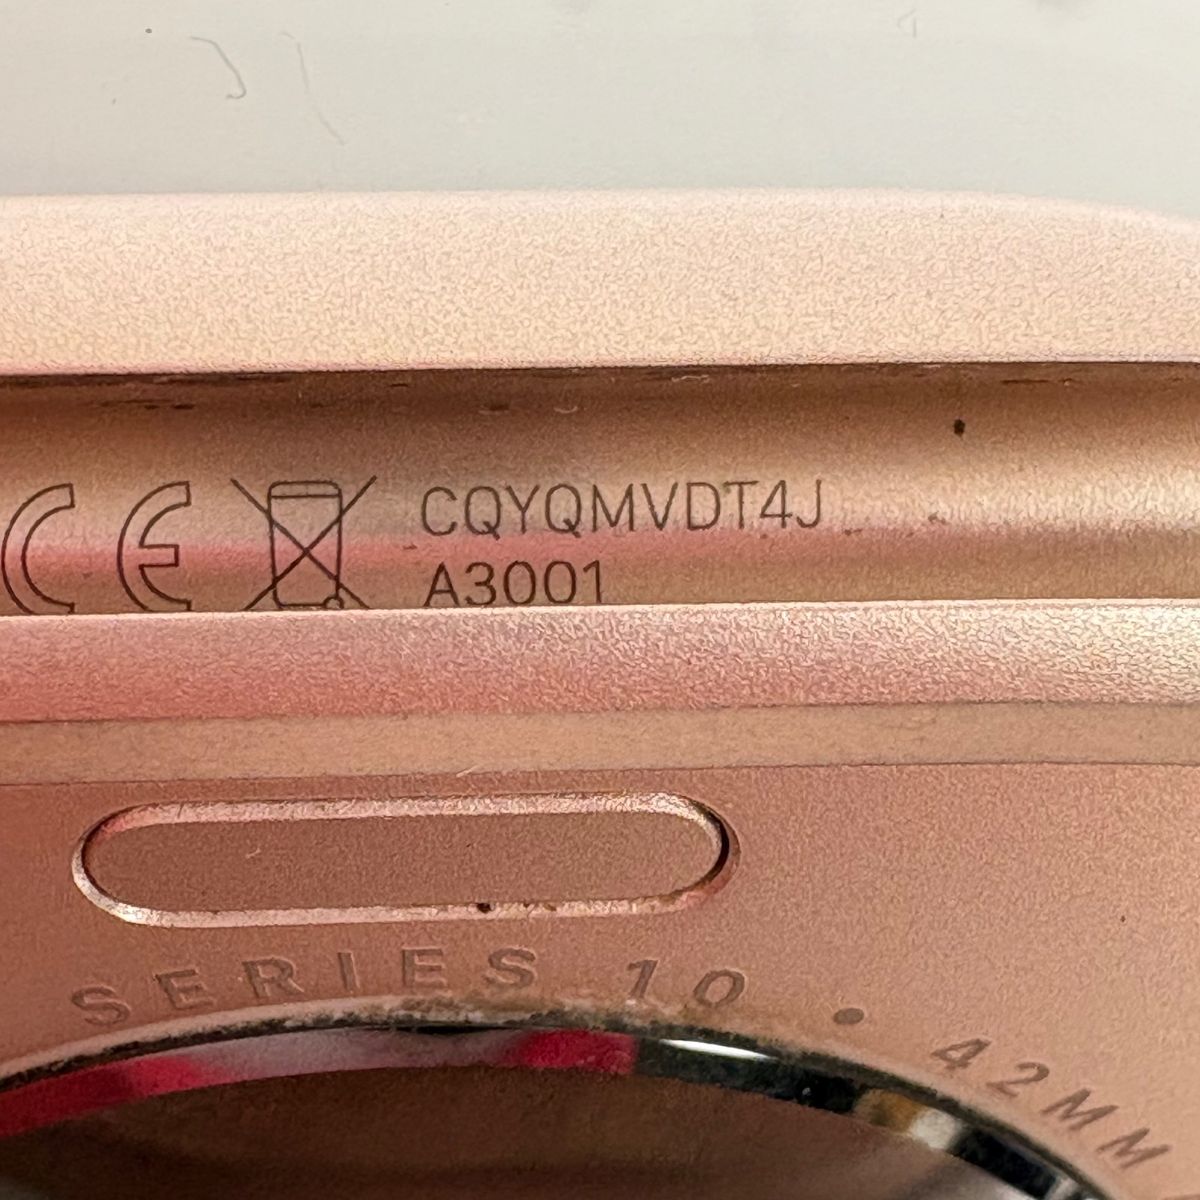 CE CQYQMVDT4J
A3001
SERIES 10 • 42MM